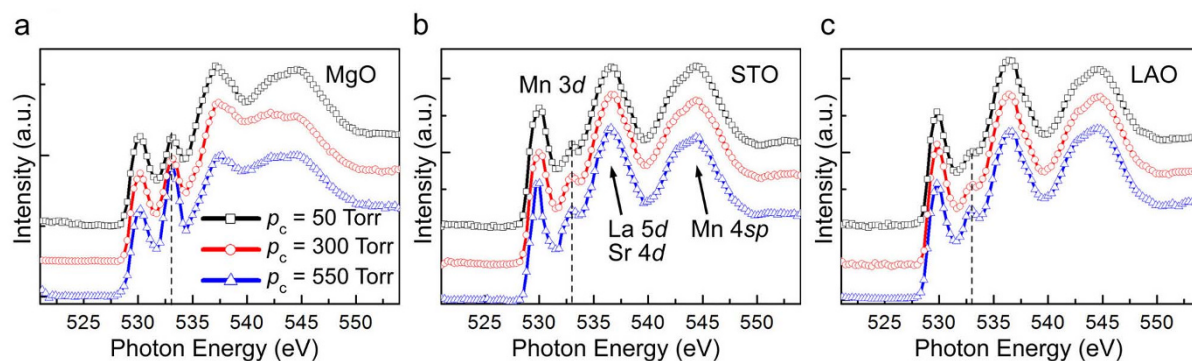 a
MgO
Intensity (a.u.)
pc = 50 Torr
pc = 300 Torr
pc = 550 Torr
525 530 535 540 545 550
Photon Energy (eV)
b
STO
Mn 3d
Intensity (a.u.)
La 5d
Sr 4d
Mn 4sp
525 530 535 540 545 550
Photon Energy (eV)
c
LAO
Intensity (a.u.)
525 530 535 540 545 550
Photon Energy (eV)